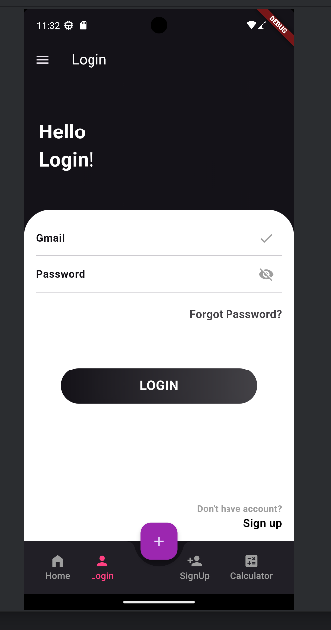 11:32
DEBUG
Login
Hello
Login!
Gmail
Password
Forgot Password?
LOGIN
Don't have account?
Sign up
Home Login SignUp Calculator